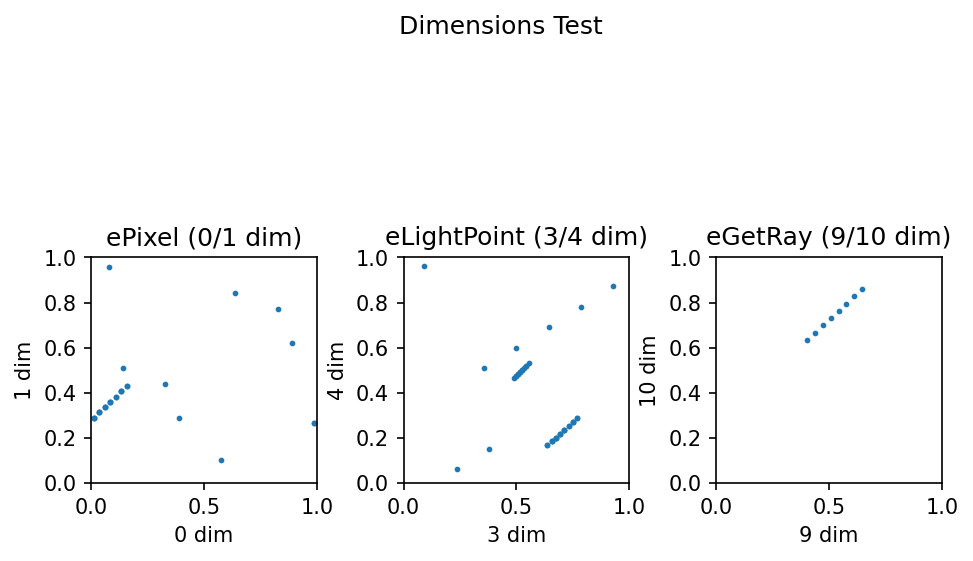 Dimensions Test
ePixel (0/1 dim)
1.0
0.8
0.6
0.4
0.2
0.0
1 dim
0.0 0.5 1.0
0 dim
eLightPoint (3/4 dim)
1.0
0.8
0.6
0.4
0.2
0.0
4 dim
0.0 0.5 1.0
3 dim
eGetRay (9/10 dim)
1.0
0.8
0.6
0.4
0.2
0.0
10 dim
0.0 0.5 1.0
9 dim